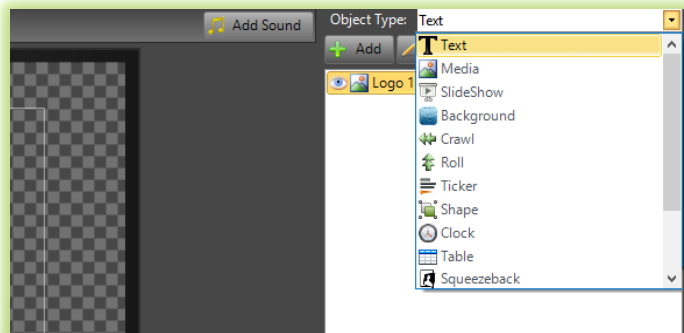 Add Sound
Object Type: Text
Add
Text
Logo 1
Media
SlideShow
Background
Crawl
Roll
Ticker
Shape
Clock
Table
Squeezeback